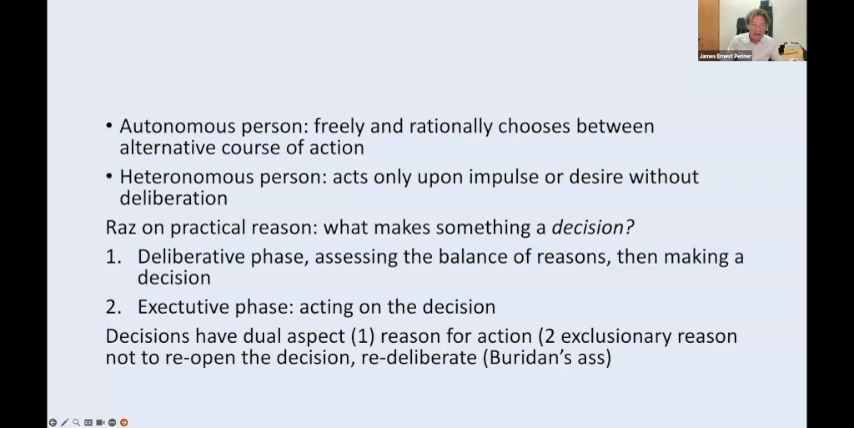 James Ernest Penner
• Autonomous person: freely and rationally chooses between
alternative course of action
• Heteronomous person: acts only upon impulse or desire without
deliberation
Raz on practical reason: what makes something a decision?
1. Deliberative phase, assessing the balance of reasons, then making a
decision
2. Exectutive phase: acting on the decision
Decisions have dual aspect (1) reason for action (2 exclusionary reason
not to re-open the decision, re-deliberate (Buridan's ass)